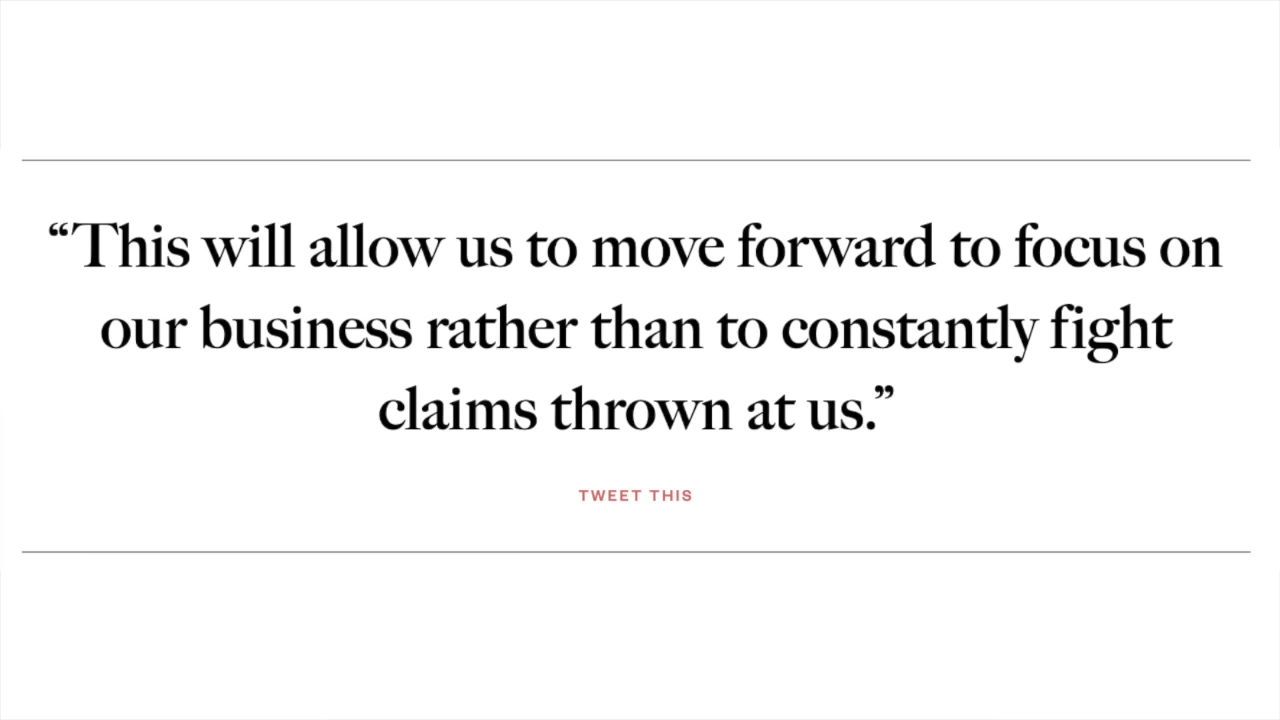 “This will allow us to move forward to focus on
our business rather than to constantly fight
claims thrown at us.”
TWEET THIS